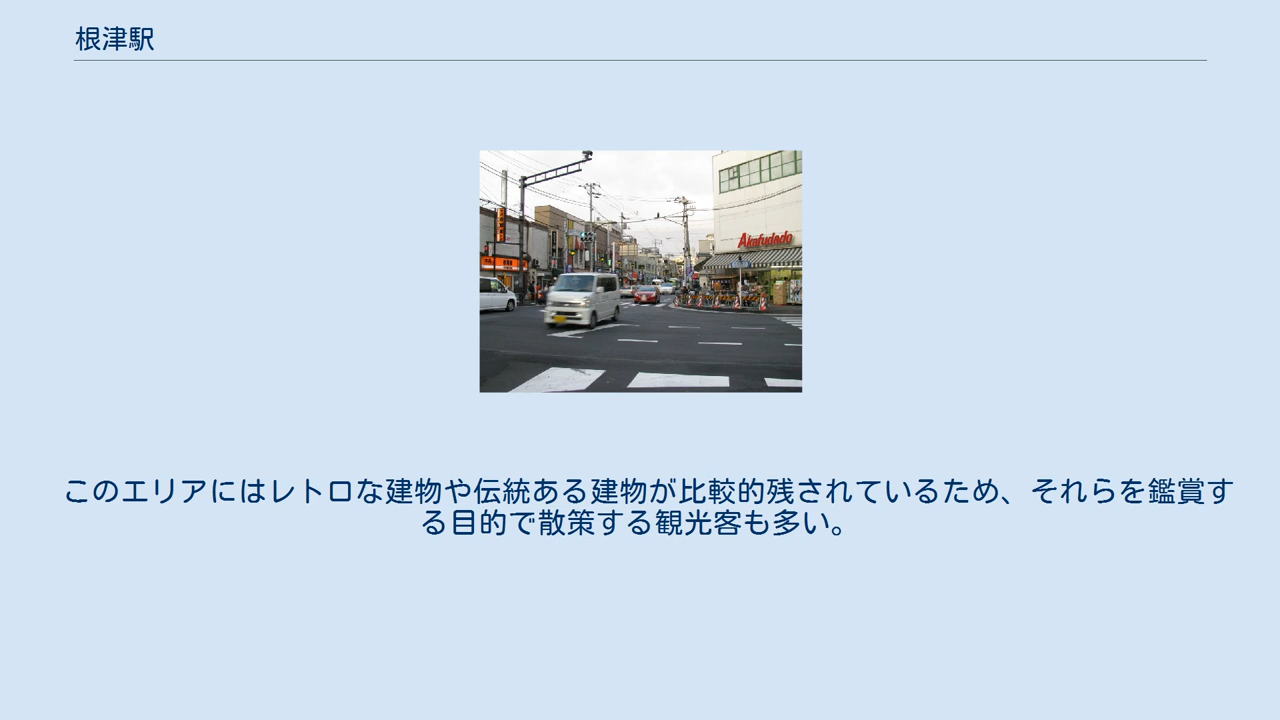 根津駅
Akafudado
このエリアにはレトロな建物や伝統ある建物が比較的残されているため、それらを鑑賞す
る目的で散策する観光客も多い。